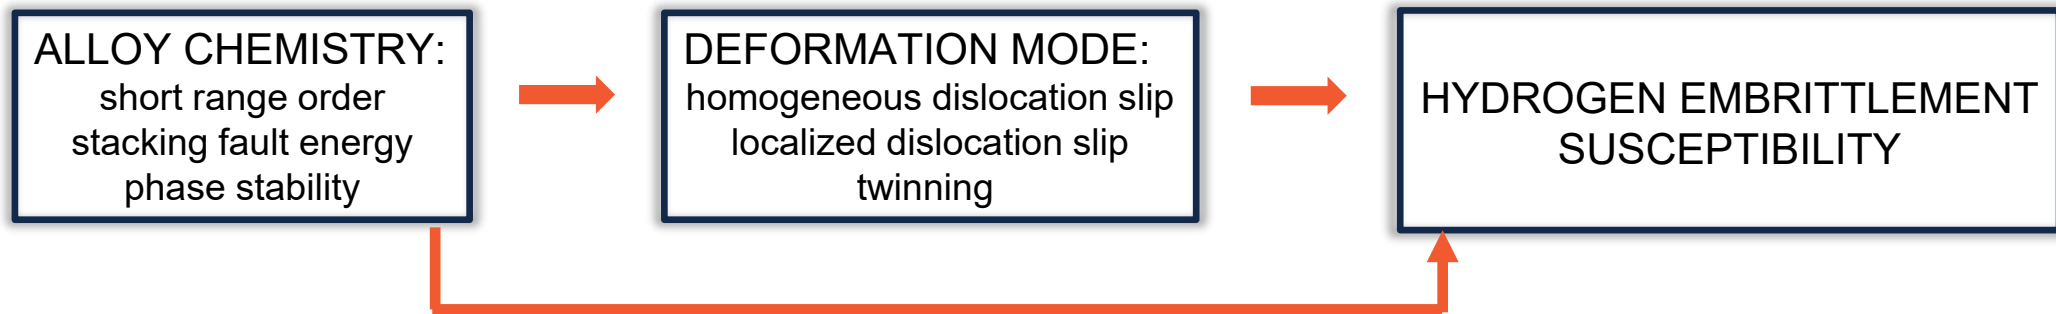 ALLOY CHEMISTRY:
short range order
stacking fault energy
phase stability
DEFORMATION MODE:
homogeneous dislocation slip
localized dislocation slip
twinning
HYDROGEN EMBRITTLEMENT
SUSCEPTIBILITY